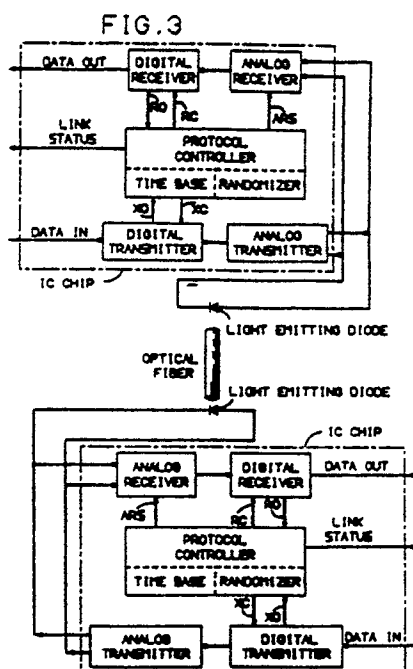 FIG.3
DATA OUT
DIGITAL RECEIVER
ANALOG RECEIVER
RD
RC
ARS
LINK STATUS
PROTOCOL CONTROLLER
TIME BASE
RANDOMIZER
XD
XC
DATA IN
DIGITAL TRANSMITTER
ANALOG TRANSMITTER
IC CHIP
LIGHT EMITTING DIODE
OPTICAL FIBER
LIGHT EMITTING DIODE
IC CHIP
ANALOG RECEIVER
DIGITAL RECEIVER
DATA OUT
ARS
RC
RD
PROTOCOL CONTROLLER
LINK STATUS
TIME BASE
RANDOMIZER
XC
XD
ANALOG TRANSMITTER
DIGITAL TRANSMITTER
DATA IN